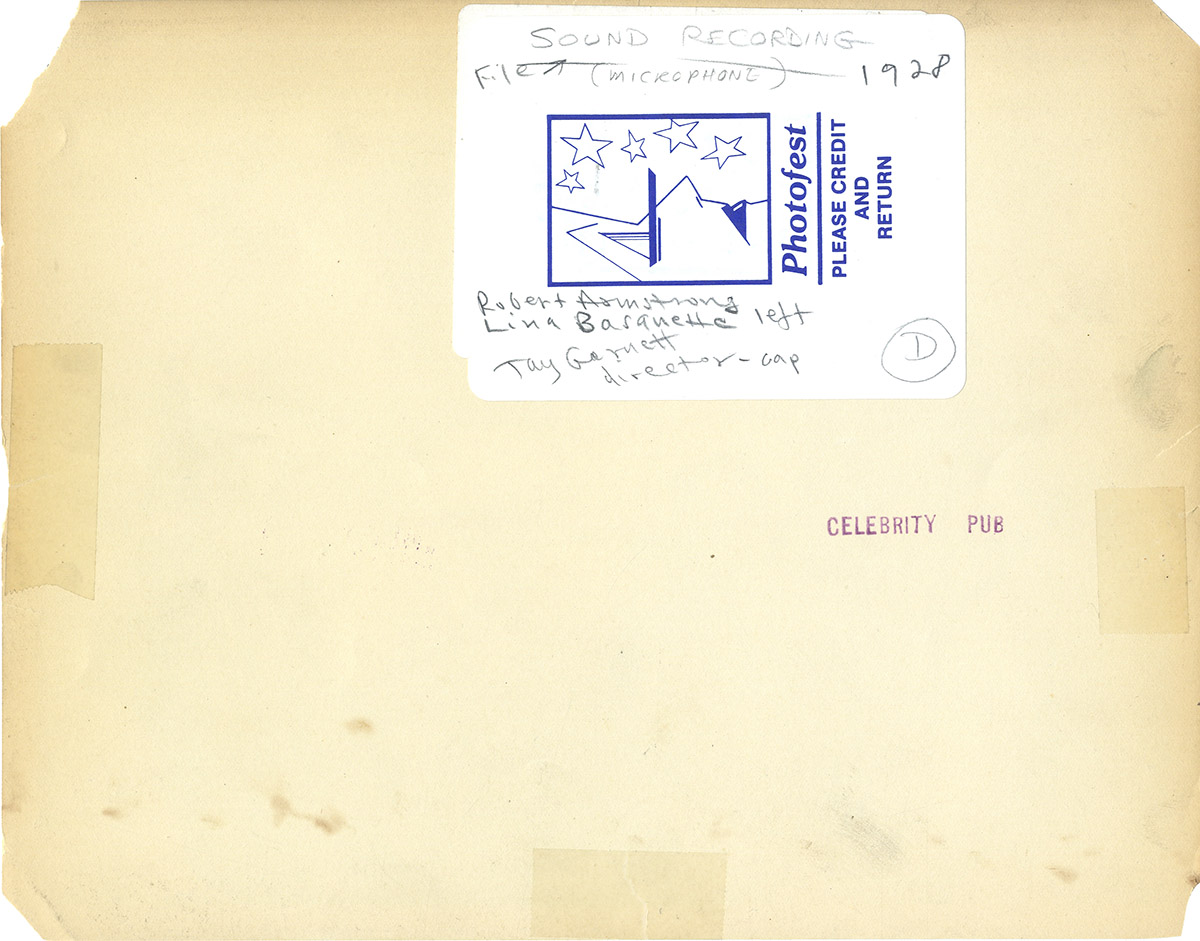 SOUND RECORDING
File (MICROPHONE) 1928
Photofest
PLEASE CREDIT
AND
RETURN
Robert Armstrong
Lina Basquette left
Tay Garnett
director - cap
D
CELEBRITY PUB